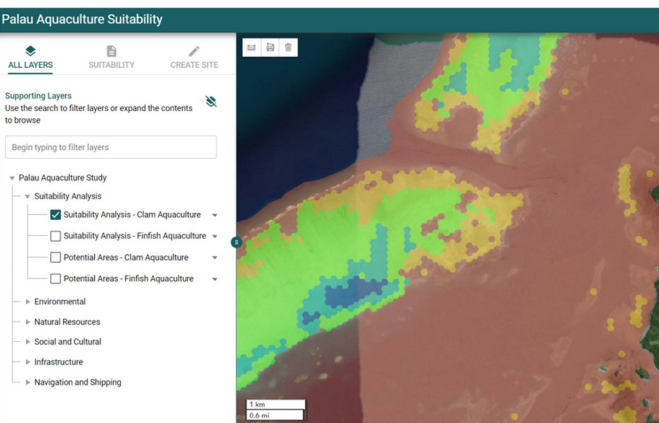 Palau Aquaculture Suitability
ALL LAYERS
SUITABILITY
CREATE SITE
Supporting Layers
Use the search to filter layers or expand the contents
to browse
Begin typing to filter layers
Palau Aquaculture Study
Suitability Analysis
Suitability Analysis - Clam Aquaculture
Suitability Analysis - Finfish Aquaculture
Potential Areas - Clam Aquaculture
Potential Areas - Finfish Aquaculture
Environmental
Natural Resources
Social and Cultural
Infrastructure
Navigation and Shipping
1 km
0.6 mi